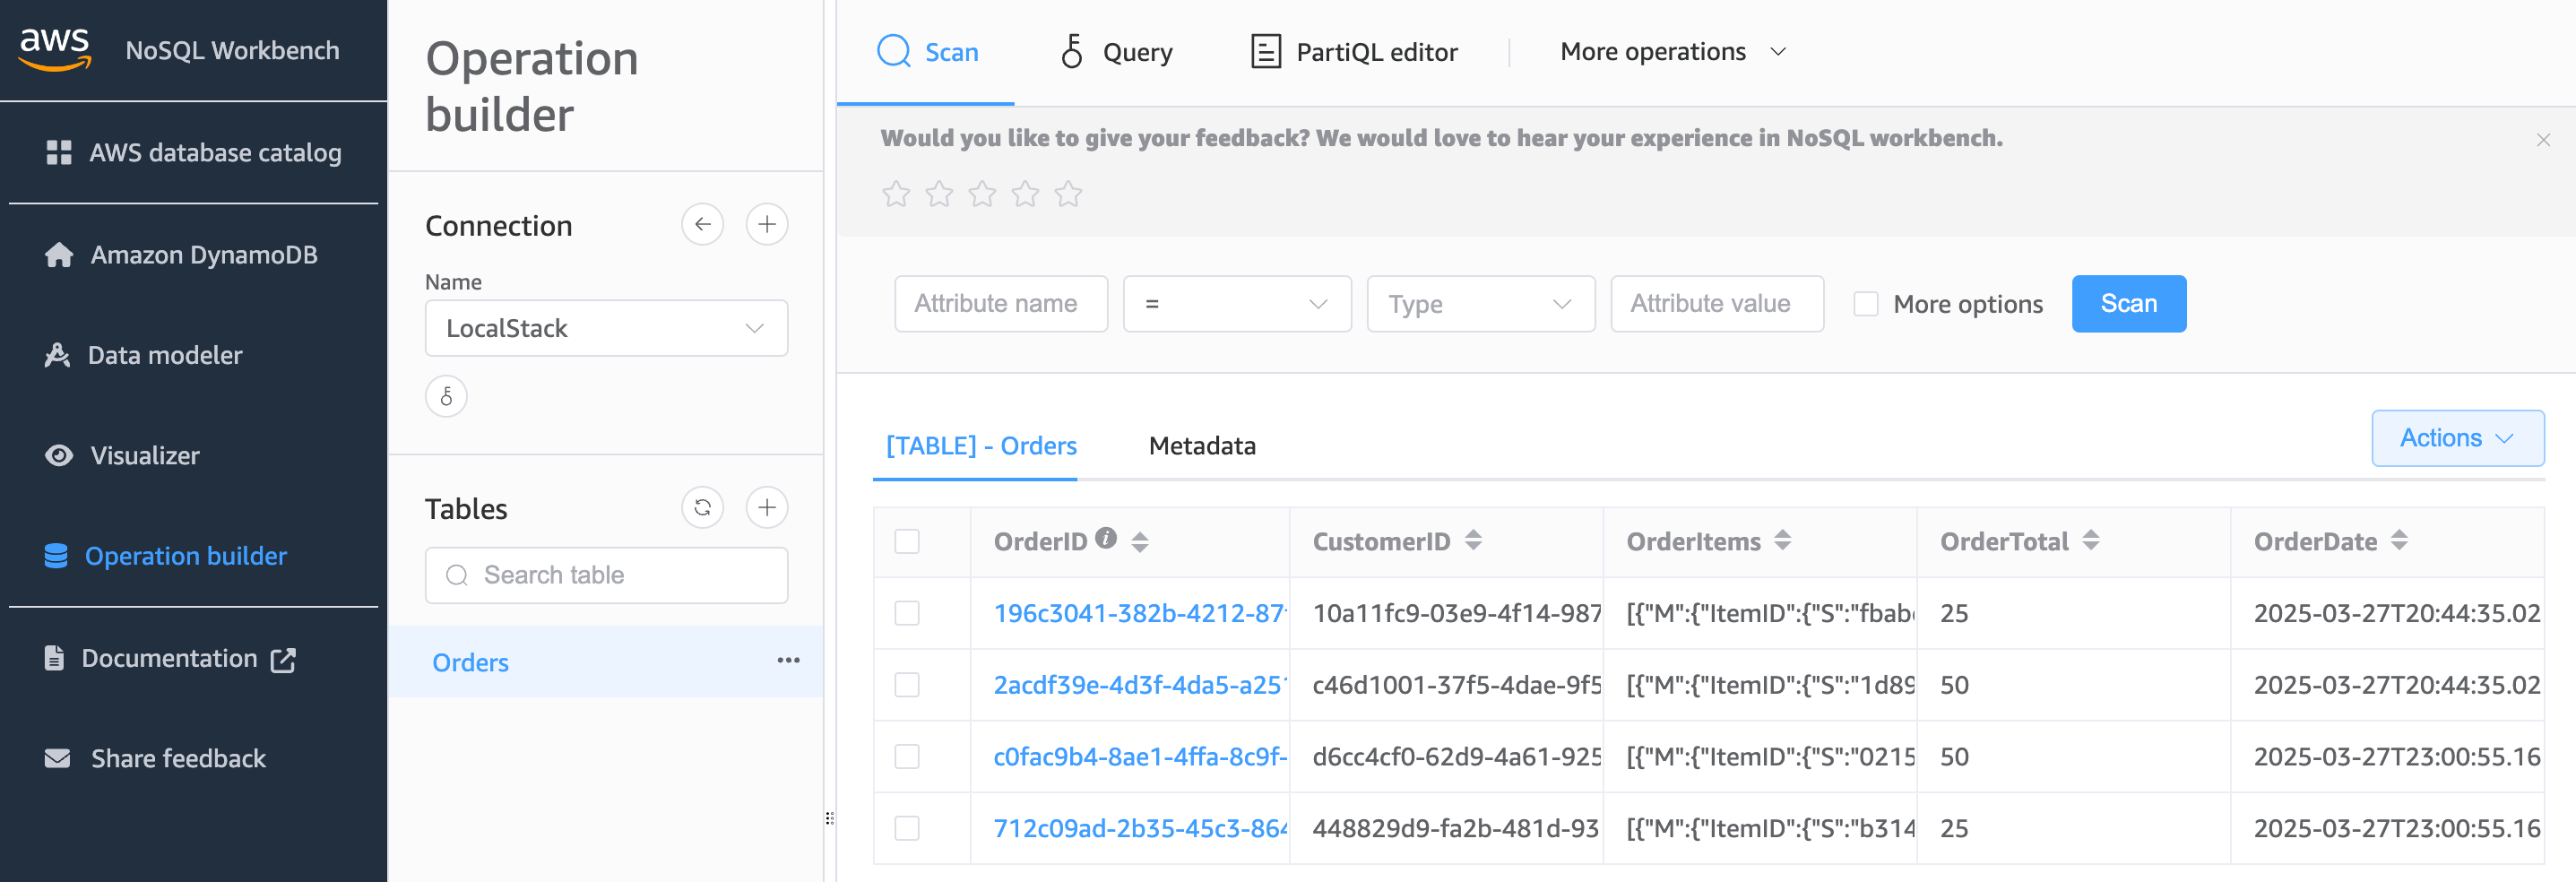 aws NoSQL Workbench
AWS database catalog
Amazon DynamoDB
Data modeler
Visualizer
Operation builder
Documentation
Share feedback
Operation
builder
Connection
Name
LocalStack
Tables
Search table
Orders
Scan Query PartiQL editor More operations
Would you like to give your feedback? We would love to hear your experience in NoSQL workbench.
Attribute name = Type Attribute value More options Scan
[TABLE] - Orders Metadata Actions
OrderID CustomerID OrderItems OrderTotal OrderDate
196c3041-382b-4212-87 10a11fc9-03e9-4f14-987 [{"M":{"ItemID":{"S":"fbab 25 2025-03-27T20:44:35.02
2acdf39e-4d3f-4da5-a25 c46d1001-37f5-4dae-9f5 [{"M":{"ItemID":{"S":"1d89 50 2025-03-27T20:44:35.02
c0fac9b4-8ae1-4ffa-8c9f- d6cc4cf0-62d9-4a61-925 [{"M":{"ItemID":{"S":"0215 50 2025-03-27T23:00:55.16
712c09ad-2b35-45c3-864 448829d9-fa2b-481d-93 [{"M":{"ItemID":{"S":"b314 25 2025-03-27T23:00:55.16